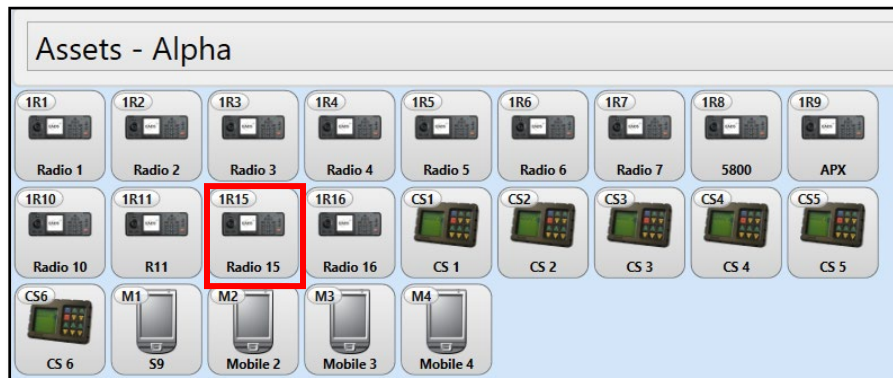 Assets - Alpha
1R1 1R2 1R3 1R4 1R5 1R6 1R7 1R8 1R9
Radio 1 Radio 2 Radio 3 Radio 4 Radio 5 Radio 6 Radio 7 5800 APX
1R10 1R11 1R15 1R16 CS1 CS2 CS3 CS4 CS5
Radio 10 R11 Radio 15 Radio 16 CS 1 CS 2 CS 3 CS 4 CS 5
CS6 M1 M2 M3 M4
CS 6 S9 Mobile 2 Mobile 3 Mobile 4